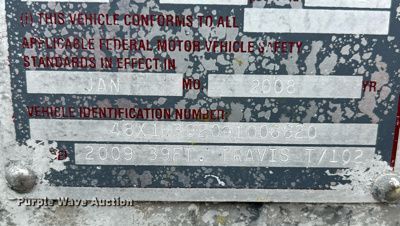 (I) THIS VEHICLE CONFORMS TO ALL
APPLICABLE FEDERAL MOTOR VEHICLE SAFETY
STANDARDS IN EFFECT IN
JAN MO. 2008 YR.
VEHICLE IDENTIFICATION NUMBER
2009 39FT. TRAVIS T/102
Purple Wave Auction